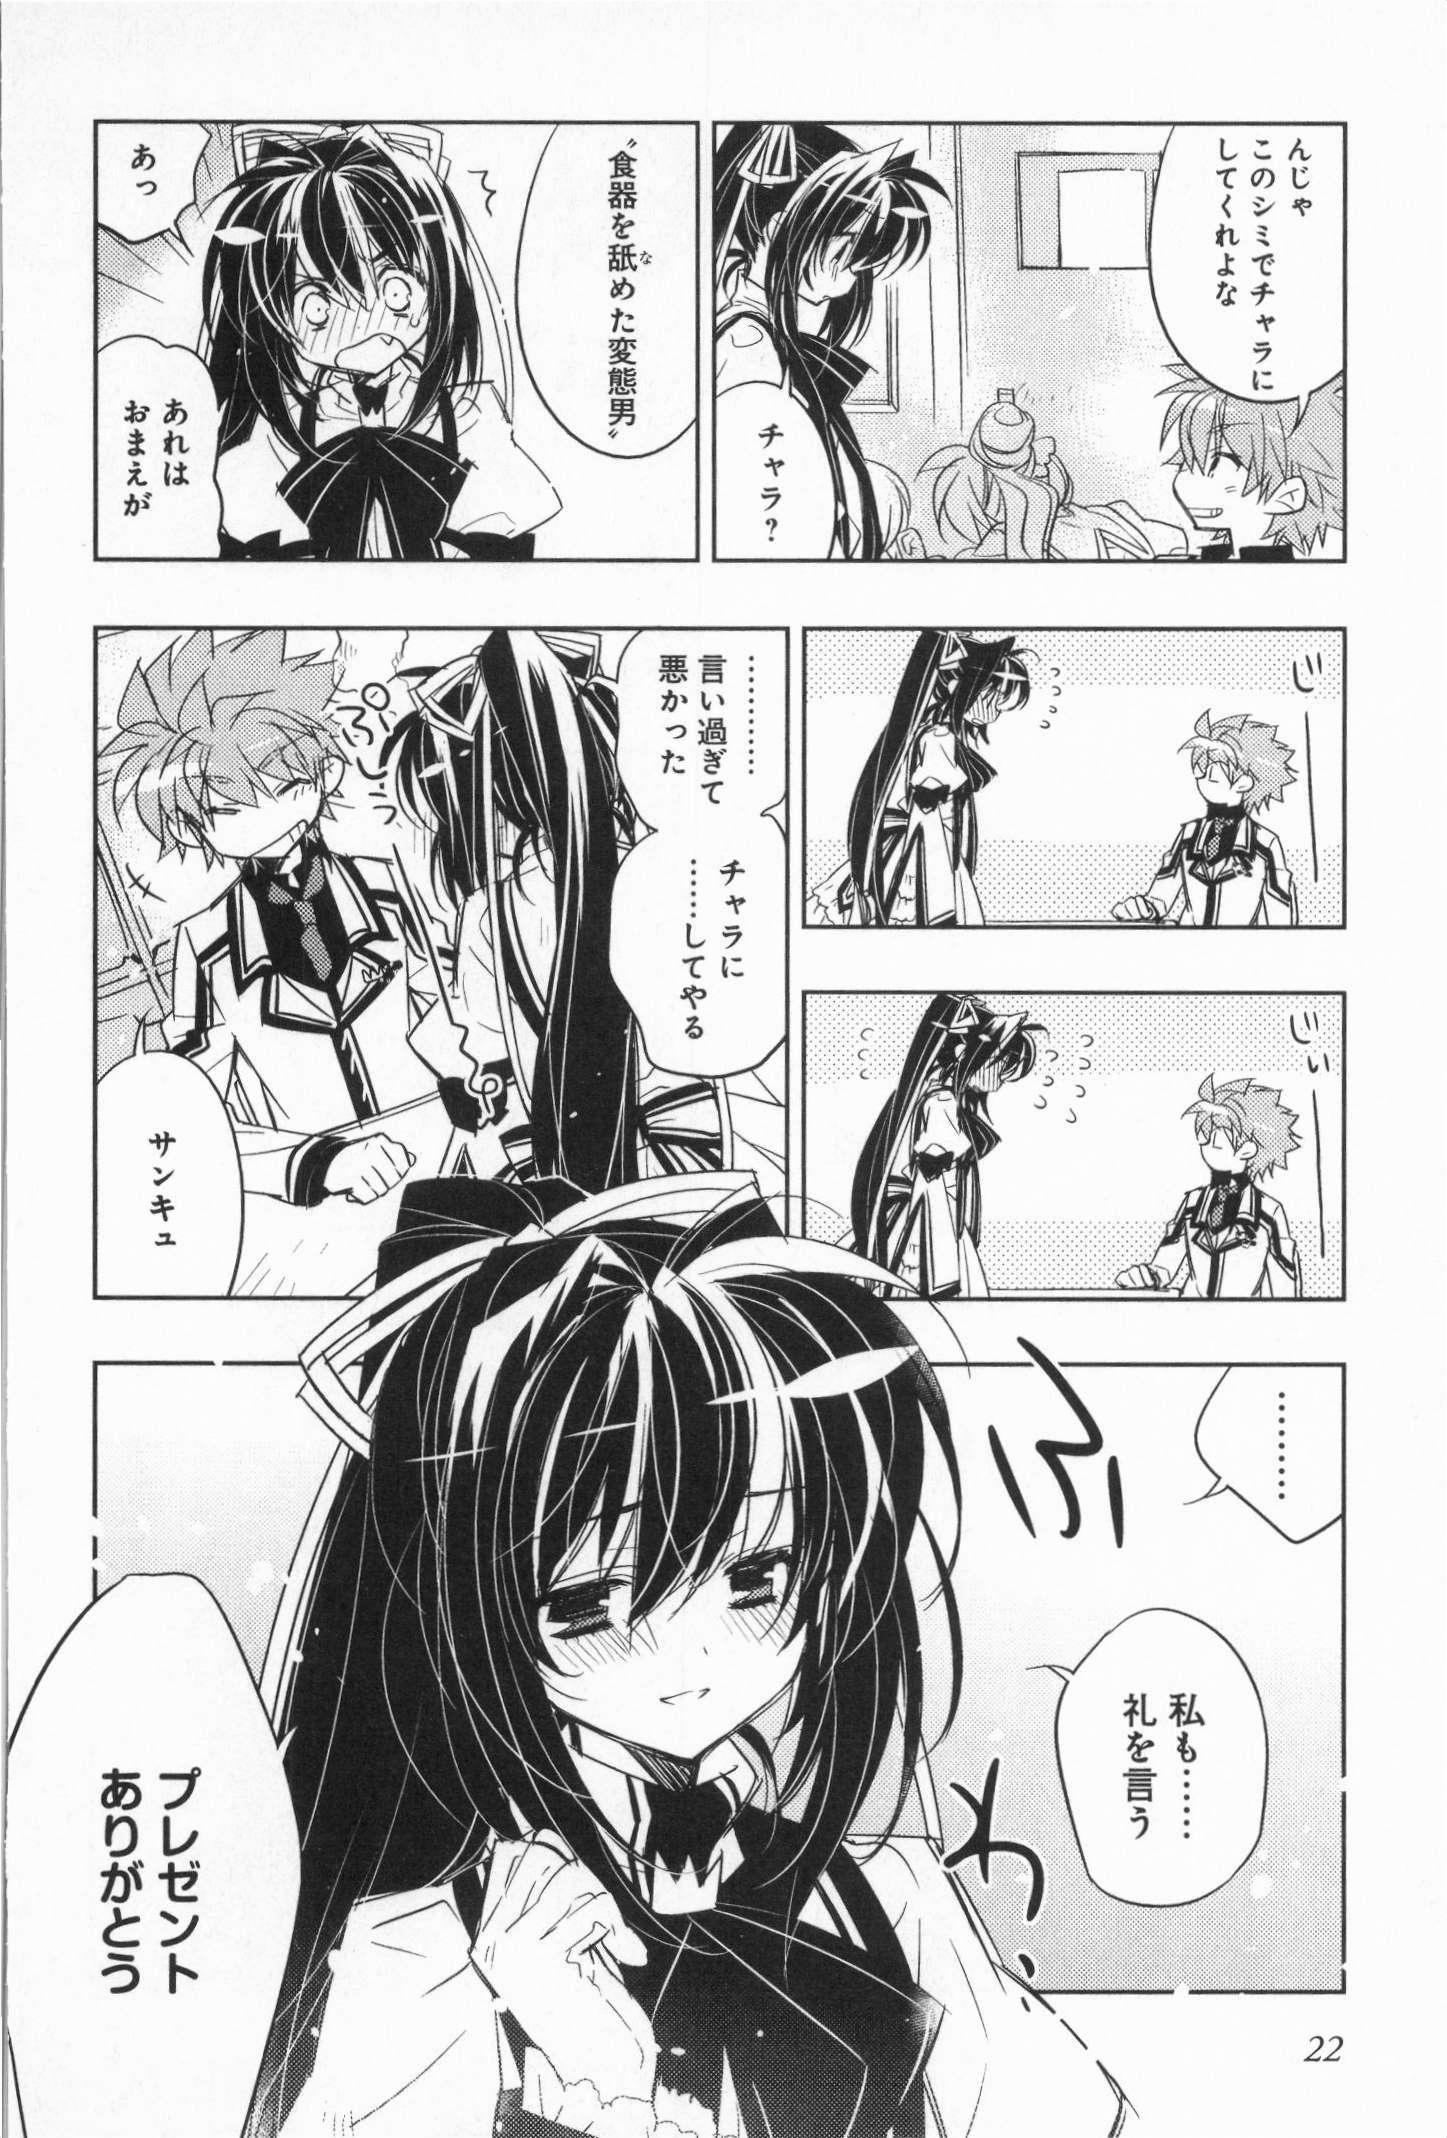 んじゃ
このシミでチャラに
してくれよな
チャラ?
〝食器を舐めた変態男〟
な
あっ
あれは
おまえが
じーっ
じぃーっ
…………
言い過ぎて
悪かった
チャラに
……してやる
ぷしゅう
サンキュ
………
ふ
わ
私も……
礼を言う
プレゼント
ありがとう
22